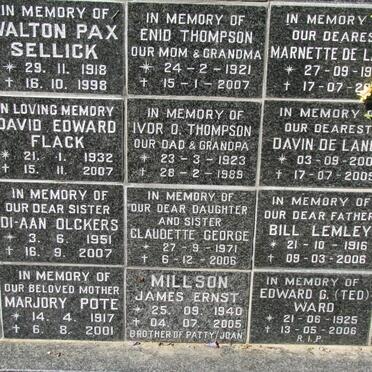 IN MEMORY OF
WALTON PAX
SELLICK
* 29. 11. 1918
+ 16. 10. 1998
IN MEMORY OF
ENID THOMPSON
OUR MOM & GRANDMA
* 24 - 2 - 1921
+ 15 - 1 - 2007
IN MEMORY OF
OUR DEARES
MARNETTE DE LA
* 27 - 09 - 1
+ 17 - 07 - 2
IN LOVING MEMORY
DAVID EDWARD
FLACK
* 21. 1. 1932
+ 15. 11. 2007
IN MEMORY OF
IVOR D. THOMPSON
OUR DAD & GRANDPA
* 23 - 3 - 1923
+ 28 - 2 - 1989
IN MEMORY OF
OUR DEAREST
DAVIN DE LAN
* 03 - 09 - 200
+ 17 - 07 - 2005
IN MEMORY OF
OUR DEAR SISTER
DI-AAN OLCKERS
* 3. 6. 1951
+ 16. 9. 2007
IN MEMORY OF
OUR DEAR DAUGHTER
AND SISTER
CLAUDETTE GEORGE
* 27 - 9 - 1971
+ 6 - 12 - 2006
IN MEMORY OF
OUR DEAR FATHER
BILL LEMLEY
* 21 - 10 - 1916
+ 09 - 03 - 2006
IN MEMORY OF
OUR BELOVED MOTHER
MARJORY POTE
* 14. 4. 1917
+ 6. 8. 2001
MILLSON
JAMES ERNST
* 25. 09. 1940
+ 04. 07. 2005
BROTHER OF PATTY/JOAN
IN MEMORY OF
EDWARD G. (TED)
WARD
* 21 - 06 - 1925
+ 13 - 05 - 2006
R.I.P.